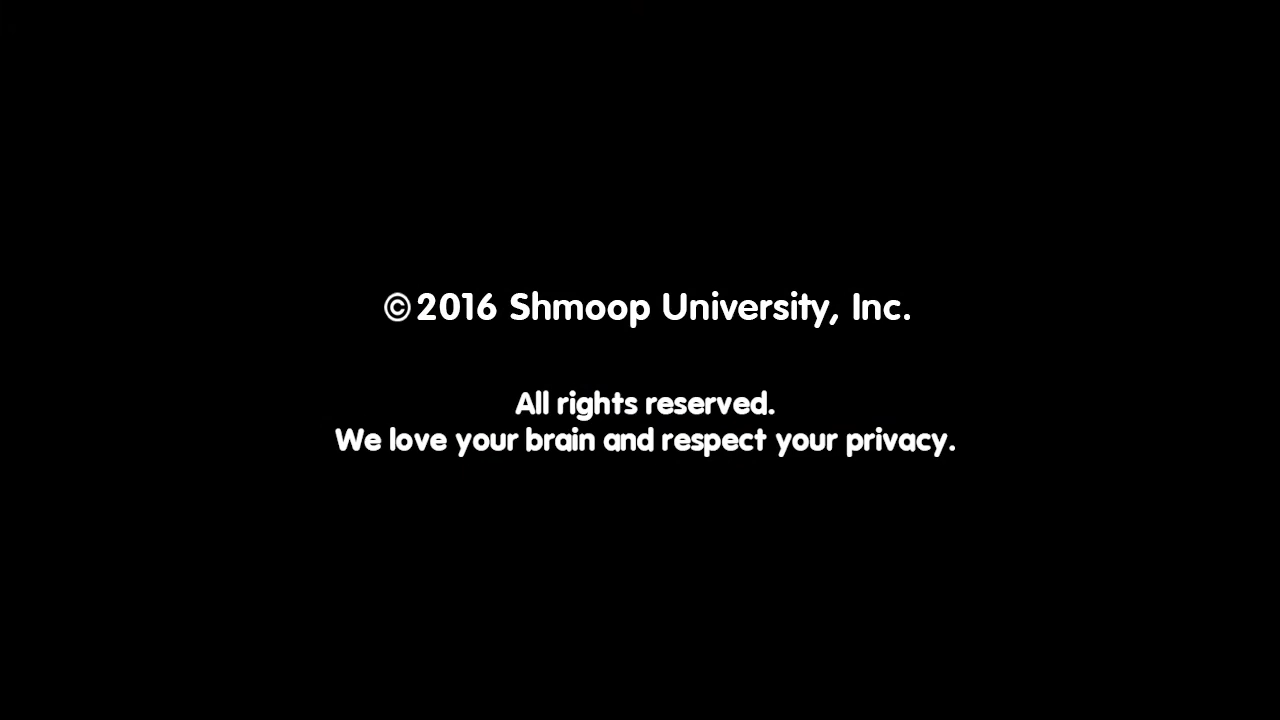 ©2016 Shmoop University, Inc.
All rights reserved.
We love your brain and respect your privacy.